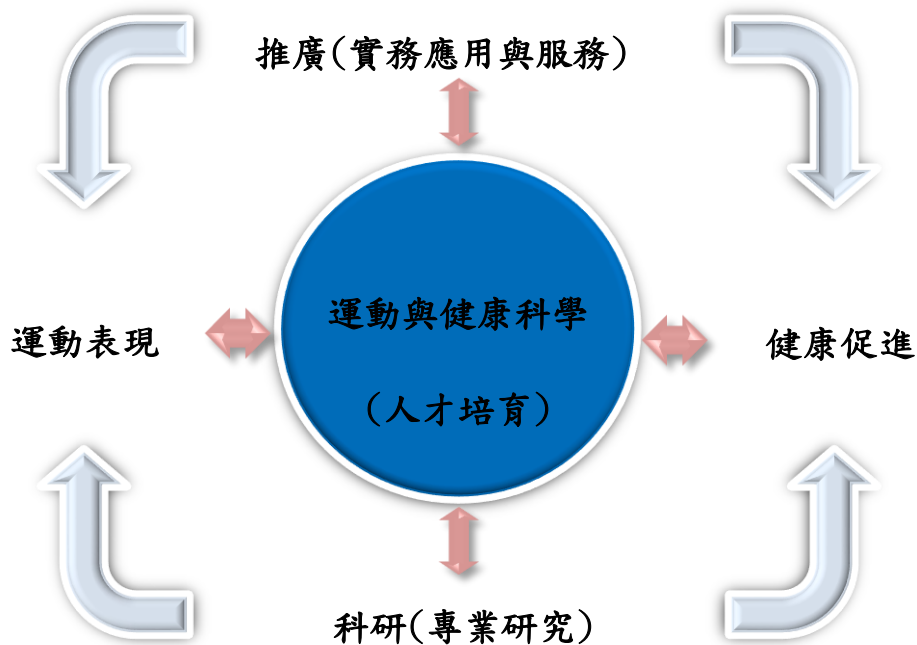 推廣(實務應用與服務)
運動與健康科學
(人才培育)
運動表現
健康促進
科研(專業研究)